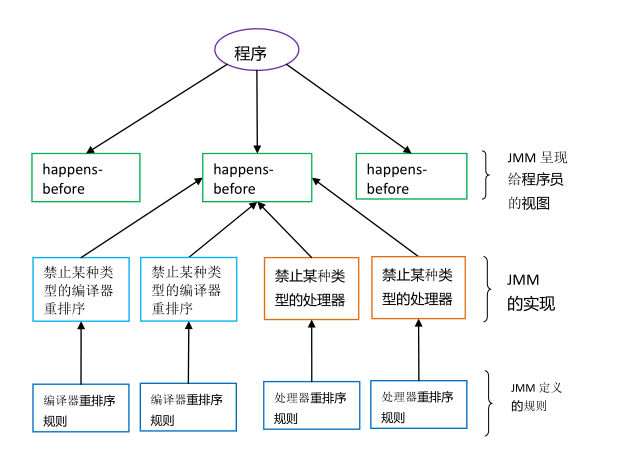 程序
happens-
before
happens-
before
happens-
before
JMM 呈现
给程序员
的视图
禁止某种类
型的编译器
重排序
禁止某种类
型的编译器
重排序
禁止某种类
型的处理器
禁止某种类
型的处理器
JMM
的实现
编译器重排序
规则
编译器重排序
规则
处理器重排序
规则
处理器重排序
规则
JMM 定义
的规则